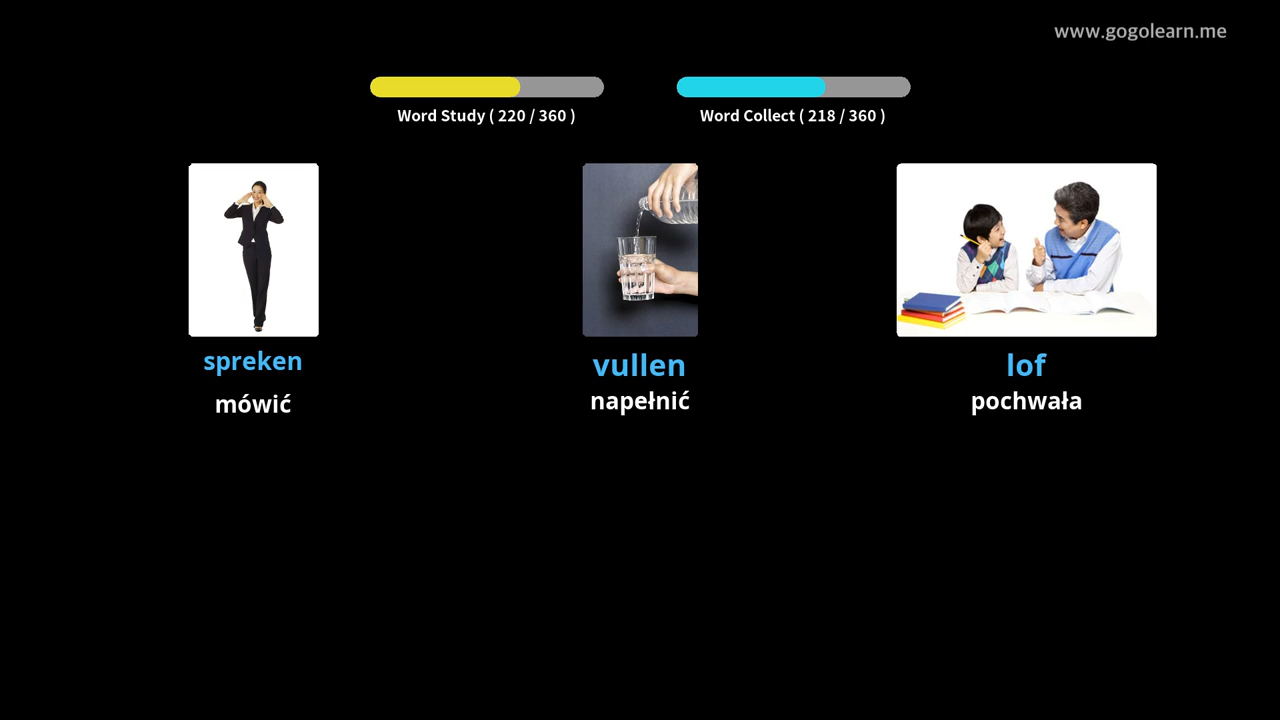 www.gogolearn.me
Word Study ( 220 / 360 )
Word Collect ( 218 / 360 )
spreken
mówić
vullen
napełnić
lof
pochwała